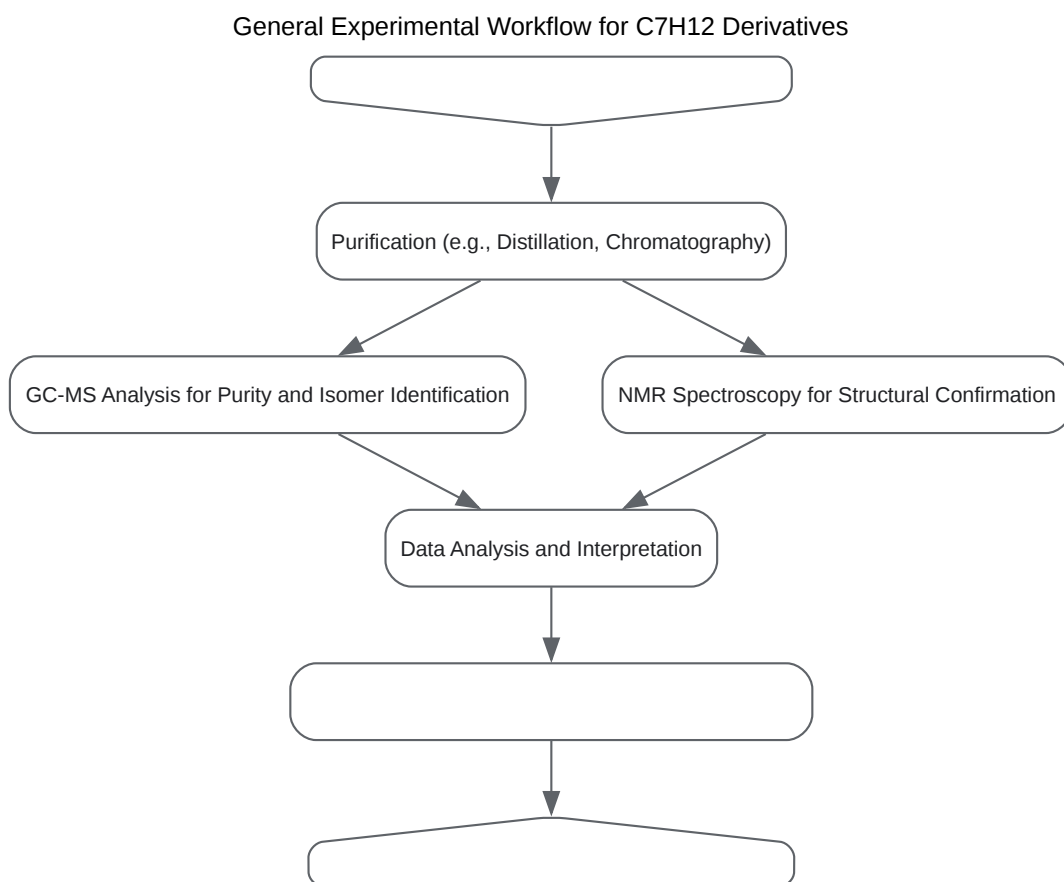 General Experimental Workflow for C7H12 Derivatives
Purification (e.g., Distillation, Chromatography)
GC-MS Analysis for Purity and Isomer Identification
NMR Spectroscopy for Structural Confirmation
Data Analysis and Interpretation